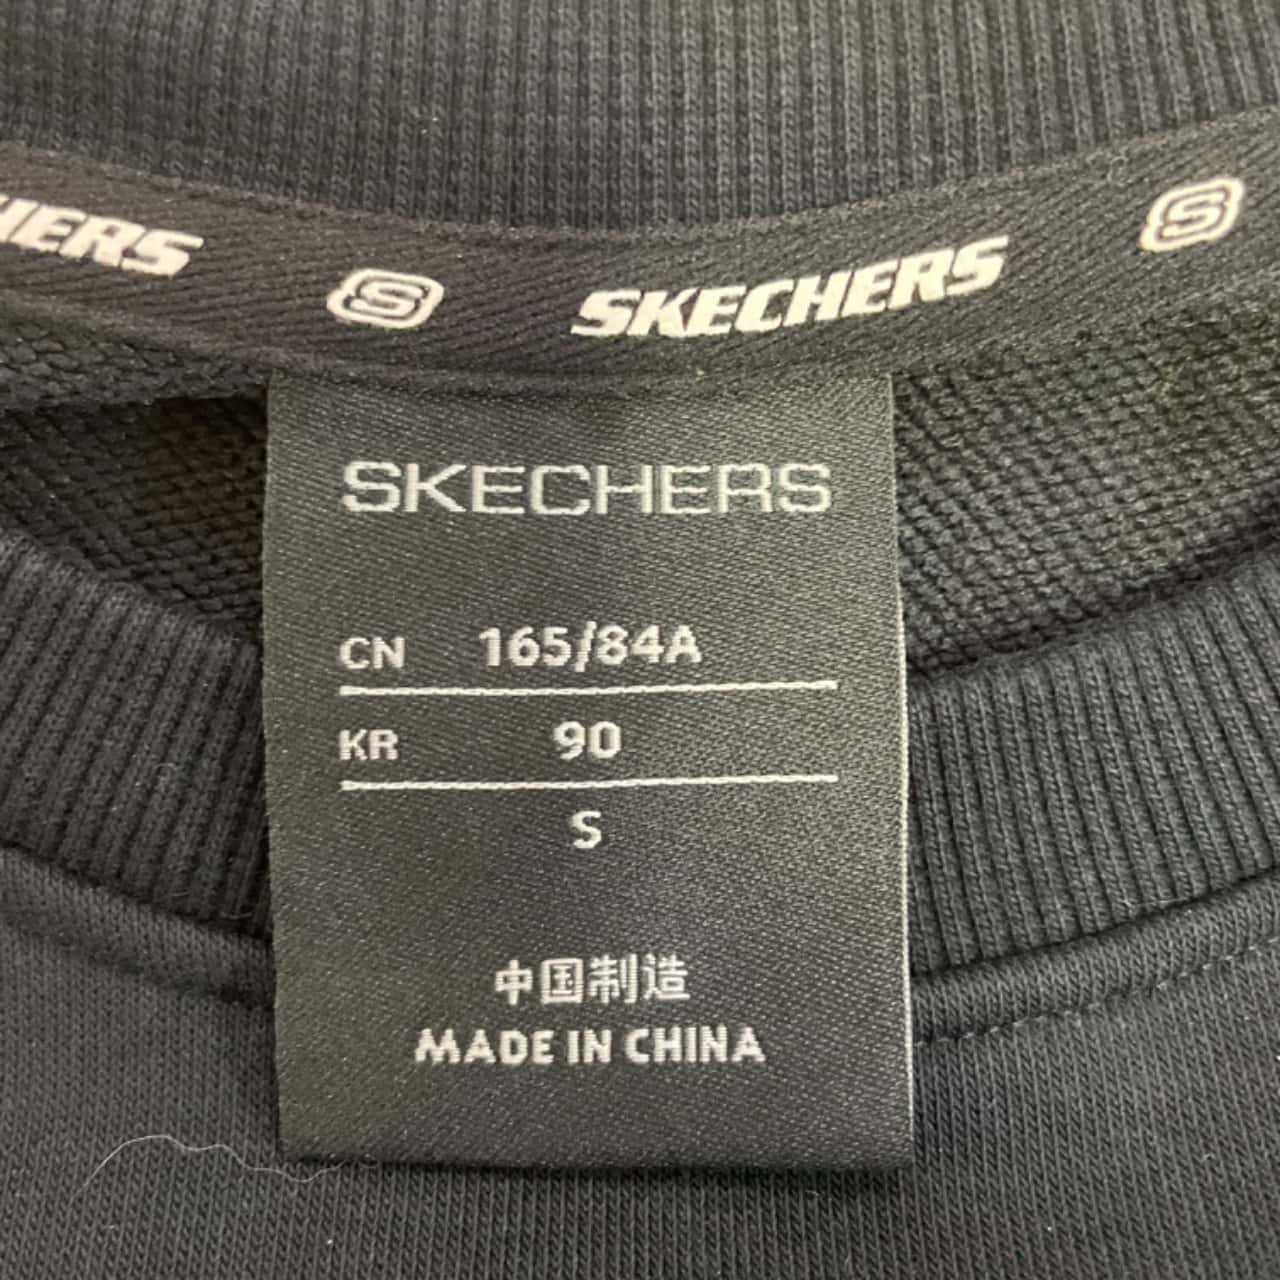 HERS S SKECHERS S
SKECHERS
CN 165/84A
KR 90
S
中国制造
MADE IN CHINA